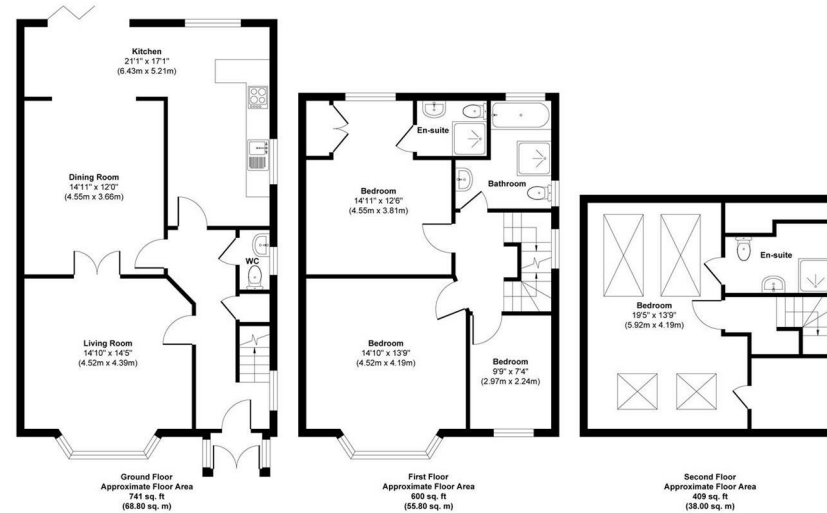 Kitchen
21'1" x 17'1"
(6.43m x 5.21m)
Dining Room
14'11" x 12'0"
(4.55m x 3.66m)
WC
Living Room
14'10" x 14'5"
(4.52m x 4.39m)
Ground Floor
Approximate Floor Area
741 sq. ft
(68.80 sq. m)
En-suite
Bedroom
14'11" x 12'6"
(4.55m x 3.81m)
Bathroom
Bedroom
14'10" x 13'9"
(4.52m x 4.19m)
Bedroom
9'9" x 7'4"
(2.97m x 2.24m)
First Floor
Approximate Floor Area
600 sq. ft
(55.80 sq. m)
En-suite
Bedroom
19'5" x 13'9"
(5.92m x 4.19m)
Second Floor
Approximate Floor Area
409 sq. ft
(38.00 sq. m)